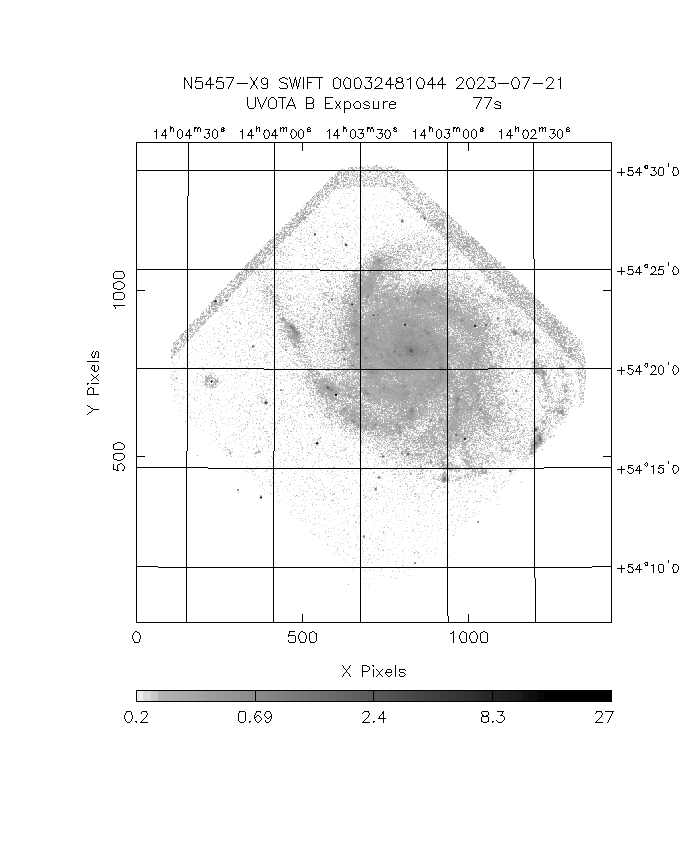 N5457-X9 SWIFT 00032481044 2023-07-21
UVOTA B Exposure 77s
14h04m30s 14h04m00s 14h03m30s 14h03m00s 14h02m30s
+54°30'0
+54°25'0
+54°20'0
+54°15'0
+54°10'0
1000
500
Y Pixels
0 500 1000
X Pixels
0.2 0.69 2.4 8.3 27